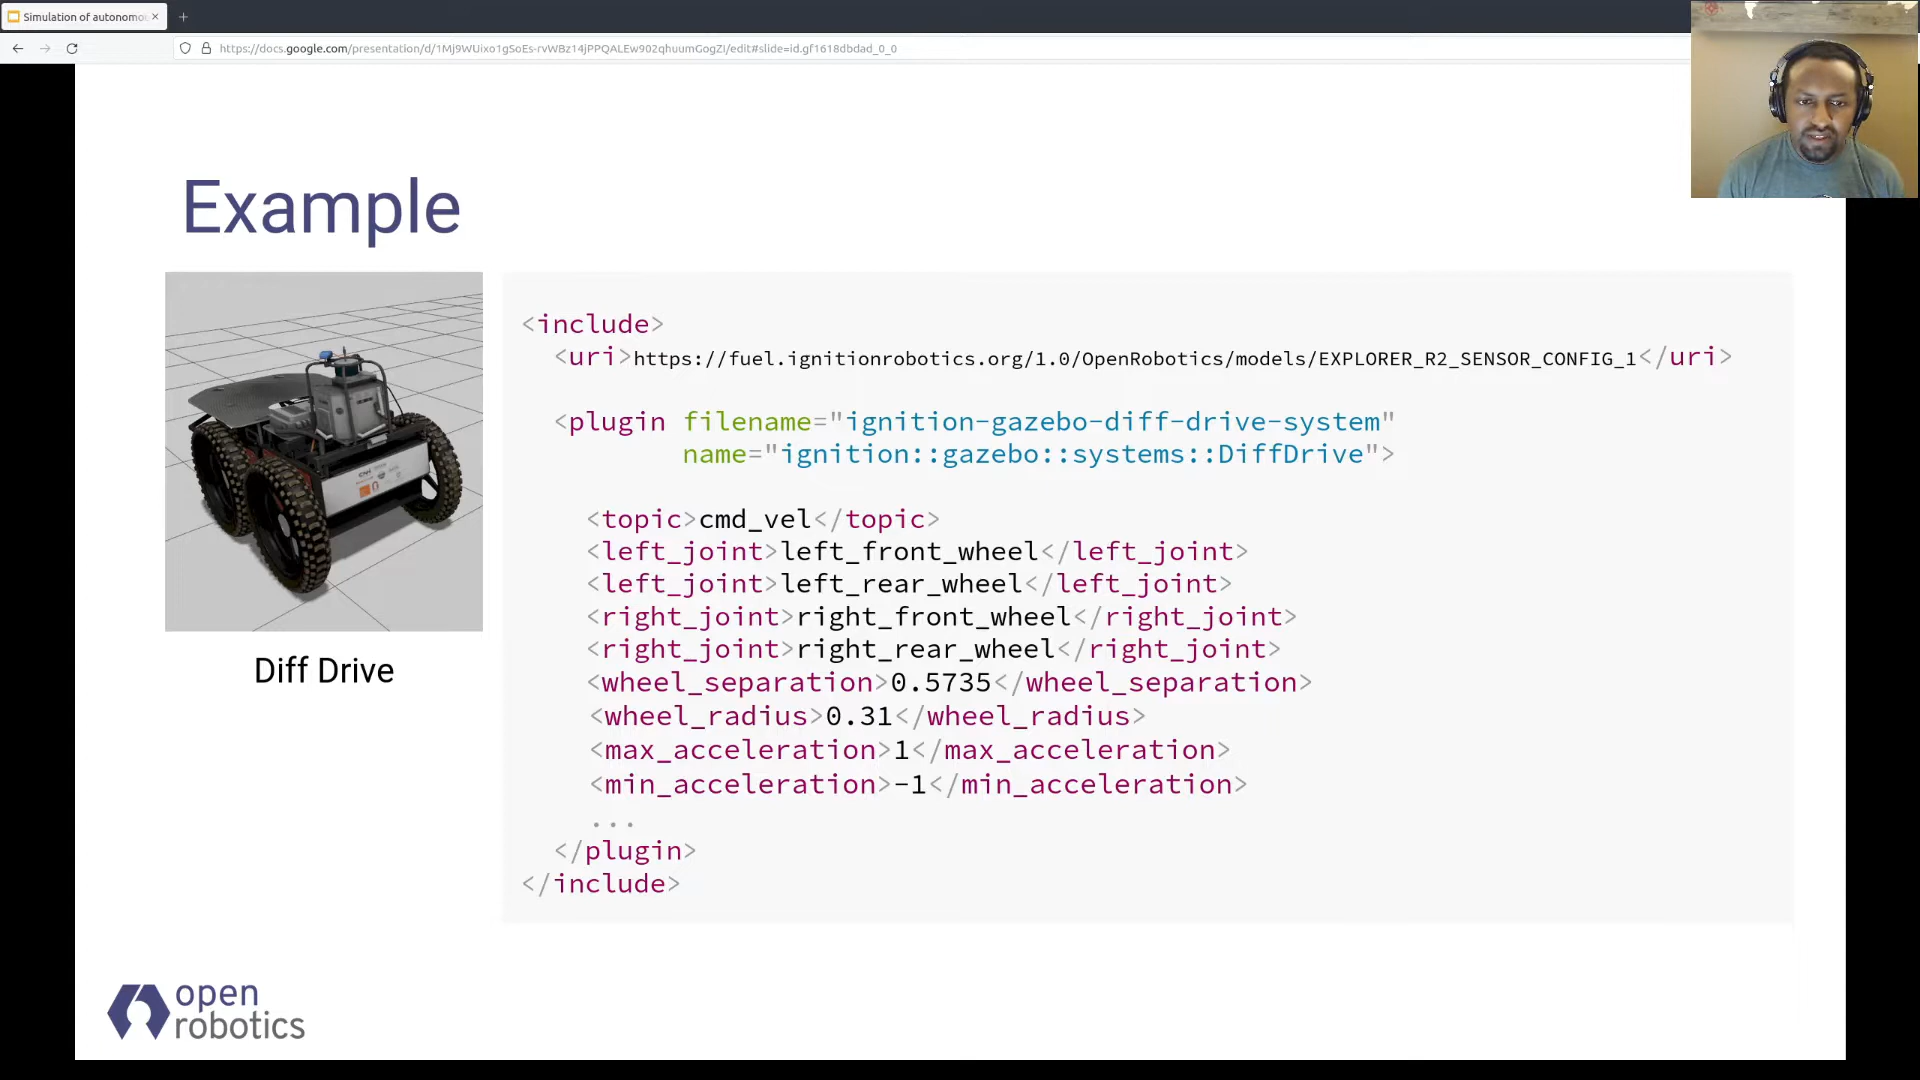 Simulation of autonomo
https://docs.google.com/presentation/d/1Mj9WUixo1gSoEs-rvWBz14jPPQALEw902qhuumGogZI/edit#slide=id.gf1618dbdad_0_0
Example
<include>
<uri>https://fuel.ignitionrobotics.org/1.0/OpenRobotics/models/EXPLORER_R2_SENSOR_CONFIG_1</uri>
<plugin filename="ignition-gazebo-diff-drive-system"
name="ignition::gazebo::systems::DiffDrive">
<topic>cmd_vel</topic>
<left_joint>left_front_wheel</left_joint>
<left_joint>left_rear_wheel</left_joint>
<right_joint>right_front_wheel</right_joint>
<right_joint>right_rear_wheel</right_joint>
<wheel_separation>0.5735</wheel_separation>
<wheel_radius>0.31</wheel_radius>
<max_acceleration>1</max_acceleration>
<min_acceleration>-1</min_acceleration>
...
</plugin>
</include>
Diff Drive
open
robotics